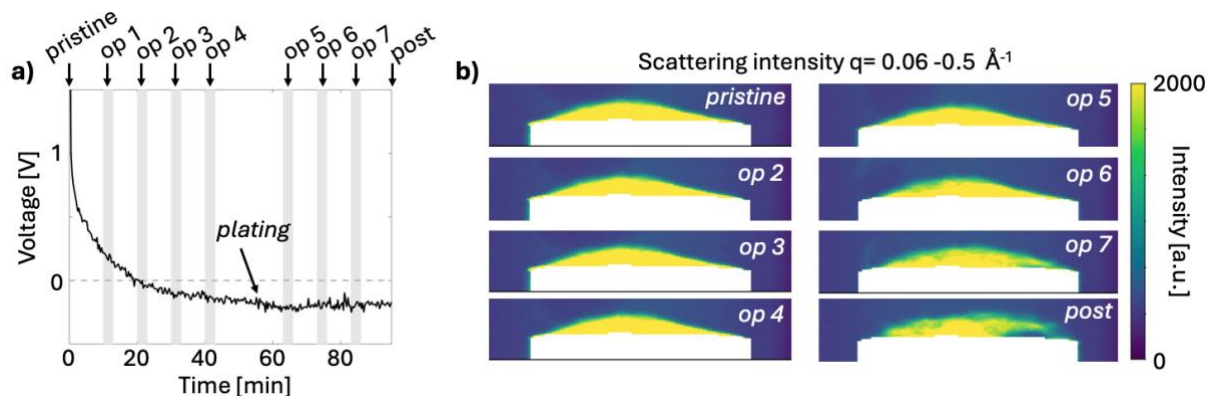 pristine
op 1
op 2
op 3
op 4
op 5
op 6
op 7
post
a)
1
0
Voltage [V]
plating
0
20
40
60
80
Time [min]
b)
Scattering intensity q= 0.06 -0.5 Å⁻¹
pristine
op 2
op 3
op 4
op 5
op 6
op 7
post
2000
0
Intensity [a.u.]